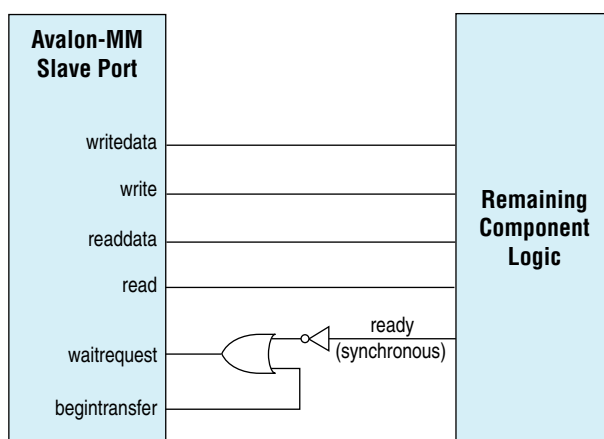 Avalon-MM
Slave Port
writedata
write
readdata
read
waitrequest
begintransfer
ready
(synchronous)
Remaining
Component
Logic